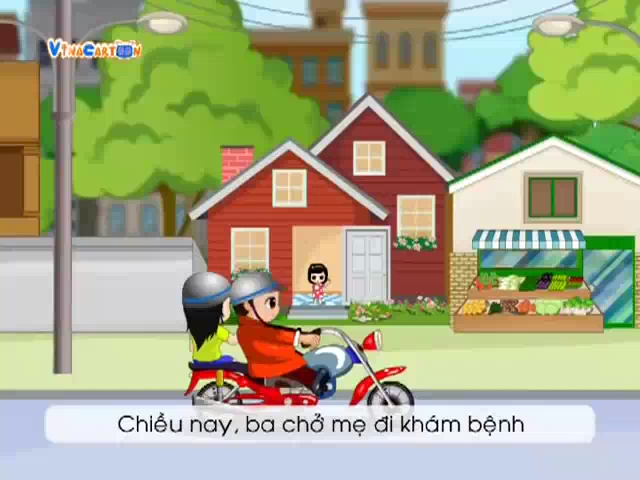 VINACARTOON
Chiều nay, ba chở mẹ đi khám bệnh